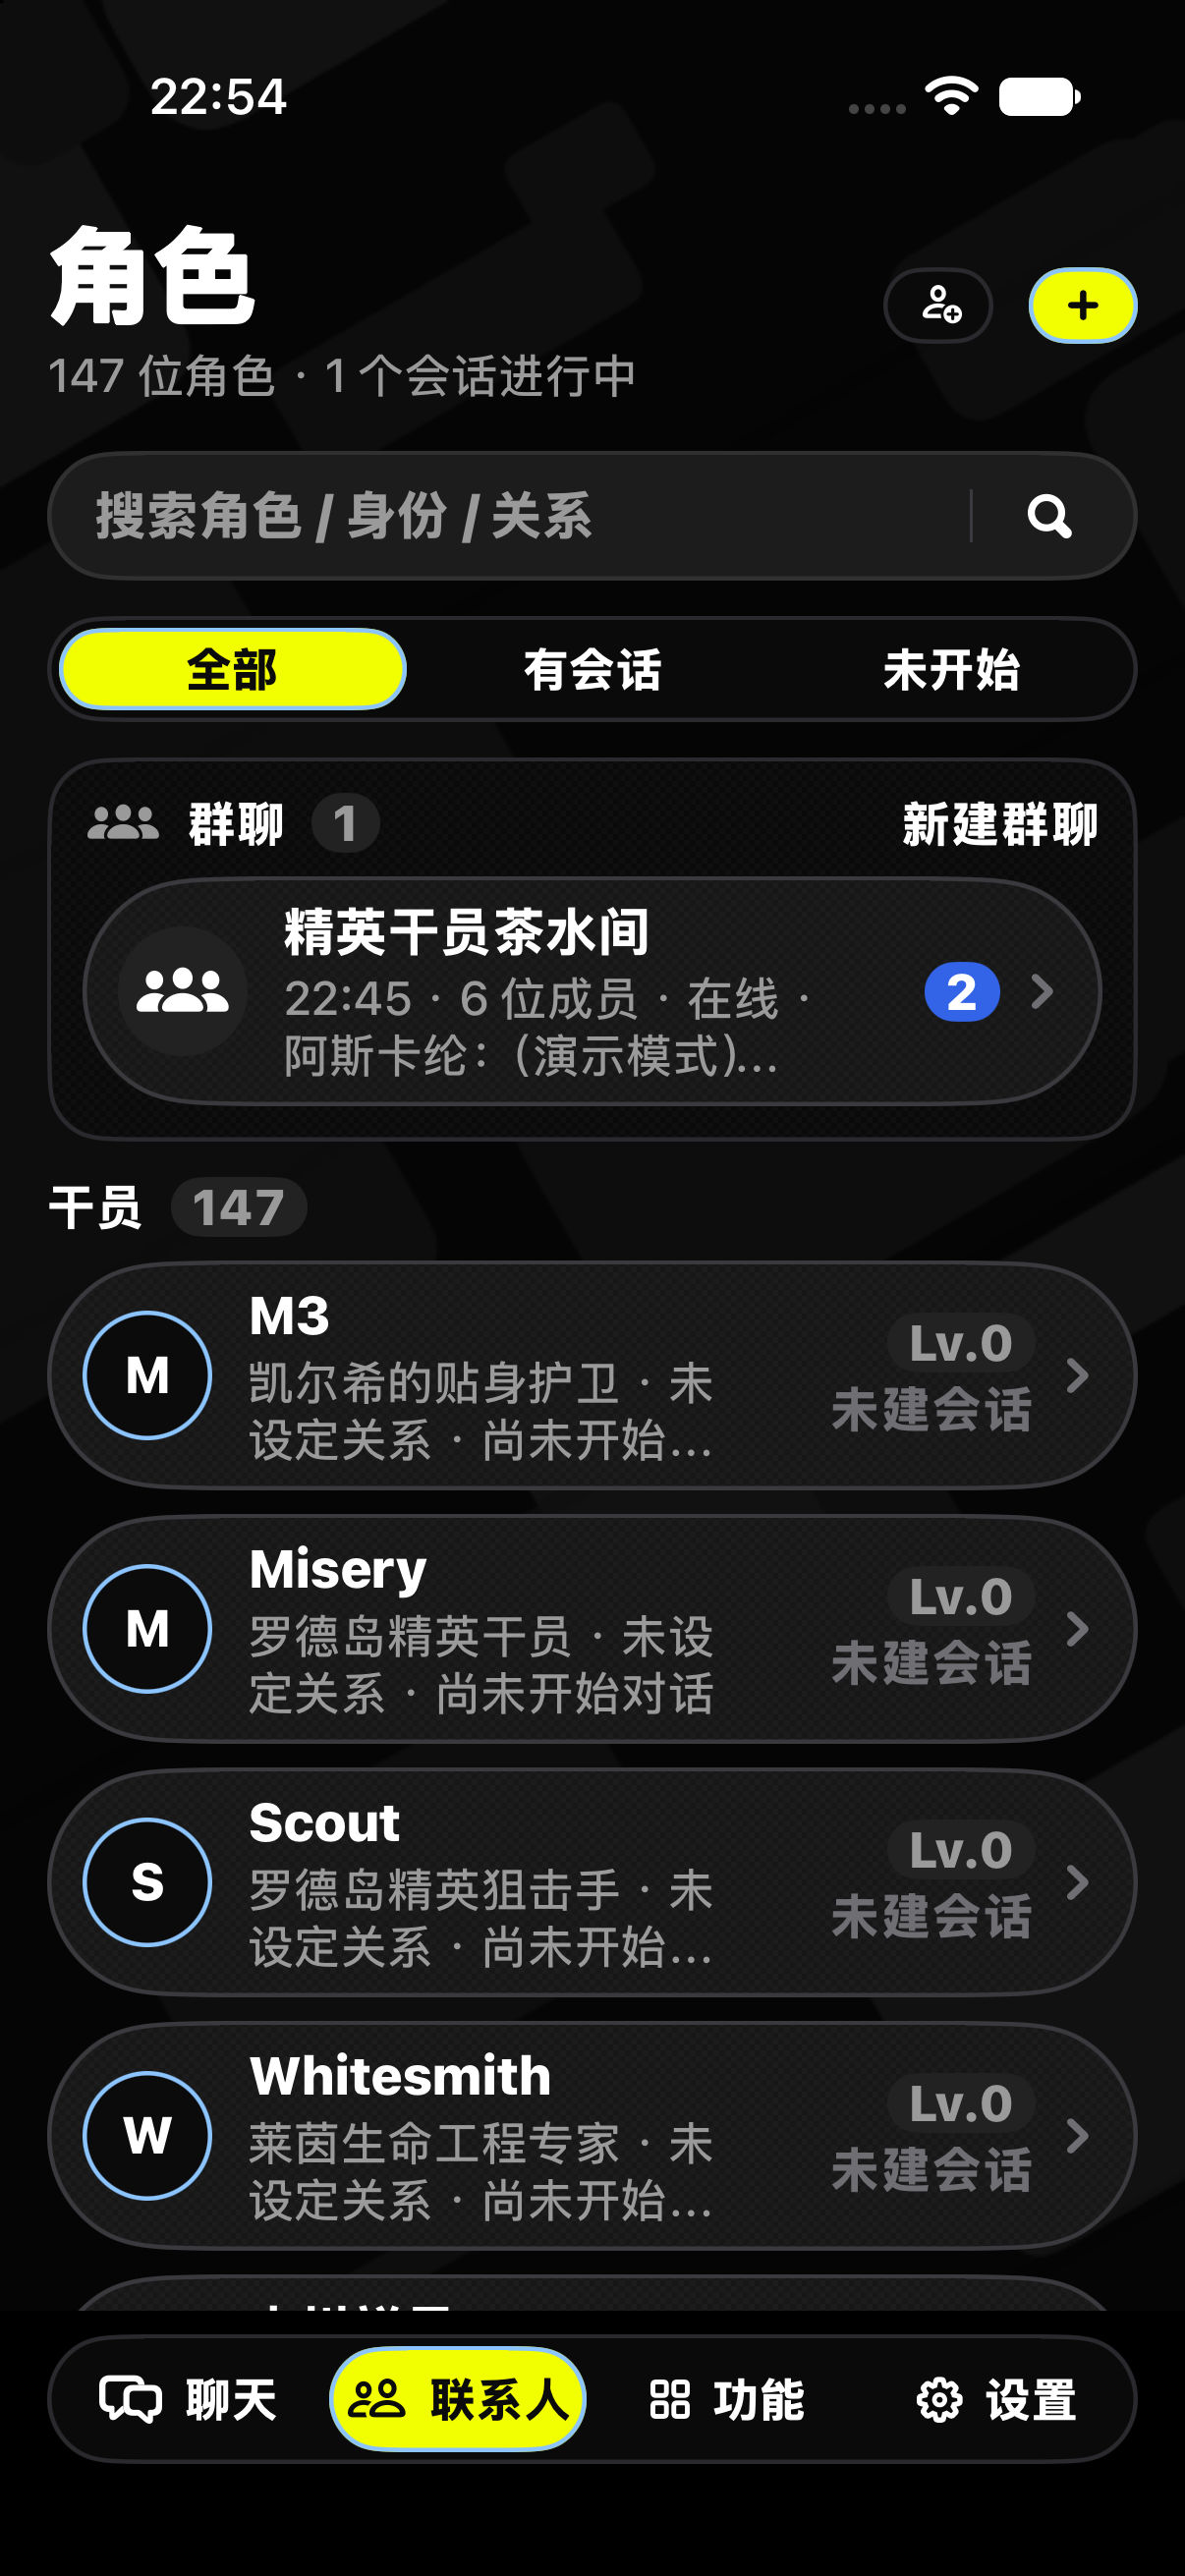 22:54
角色
147 位角色 · 1 个会话进行中
搜索角色 / 身份 / 关系
全部 有会话 未开始
群聊 1 新建群聊
精英干员茶水间
22:45 · 6 位成员 · 在线 ·
阿斯卡纶：（演示模式）...
2
干员 147
M
M3
凯尔希的贴身护卫 · 未
设定关系 · 尚未开始...
Lv.0
未建会话
M
Misery
罗德岛精英干员 · 未设
定关系 · 尚未开始对话
Lv.0
未建会话
S
Scout
罗德岛精英狙击手 · 未
设定关系 · 尚未开始...
Lv.0
未建会话
W
Whitesmith
莱茵生命工程专家 · 未
设定关系 · 尚未开始...
Lv.0
未建会话
聊天 联系人 功能 设置